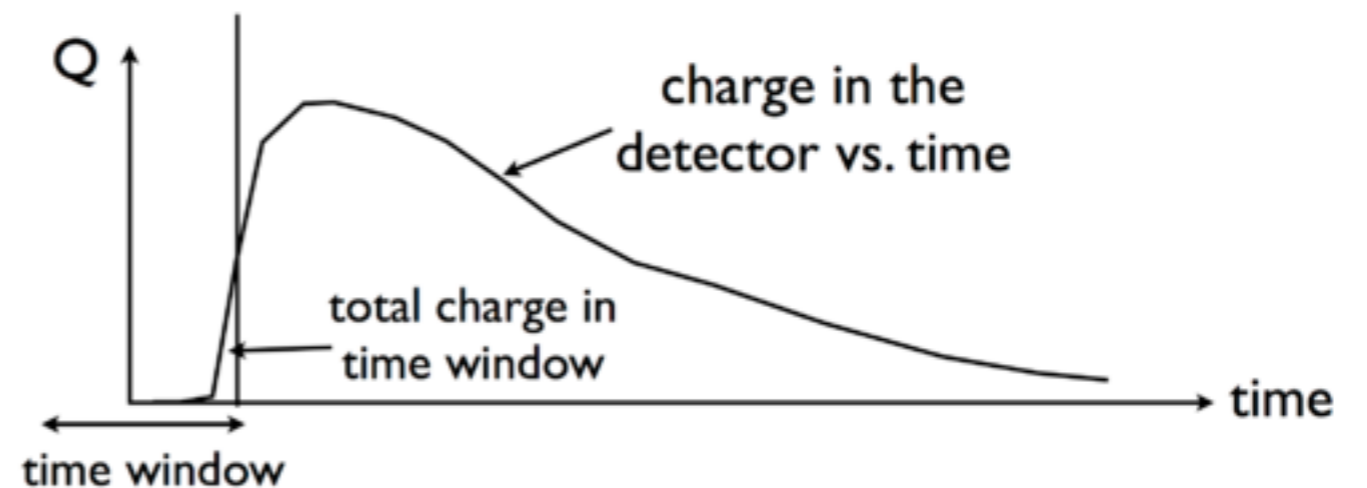 Q
charge in the
detector vs. time
total charge in
time window
time
time window